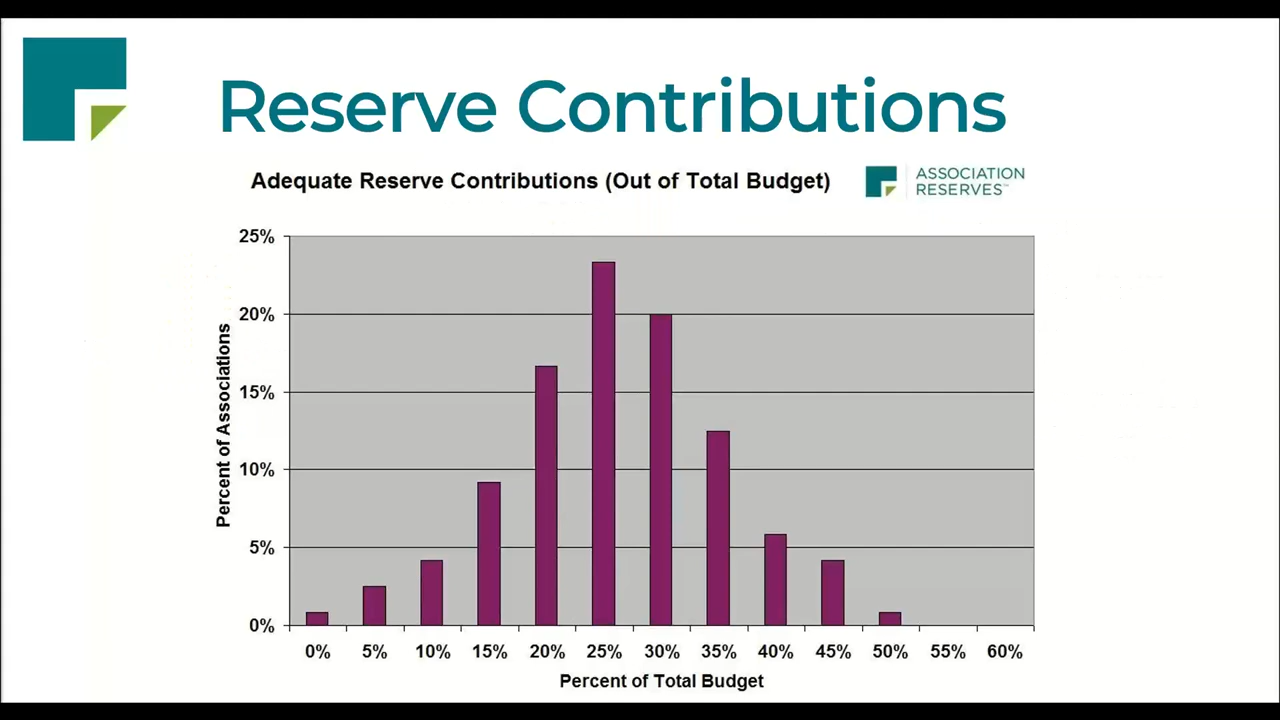 Reserve Contributions
Adequate Reserve Contributions (Out of Total Budget)
ASSOCIATION
RESERVES™
25%
20%
15%
10%
5%
0%
Percent of Associations
0% 5% 10% 15% 20% 25% 30% 35% 40% 45% 50% 55% 60%
Percent of Total Budget